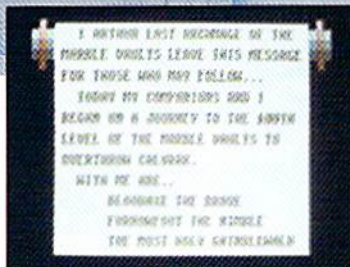 I ARTHUR LAST ARCHMAGE OF THE
MARBLE VAULTS LEAVE THIS MESSAGE
FOR THOSE WHO MAY FOLLOW...
TODAY MY COMPANIONS AND I
BEGAN ON A JOURNEY TO THE
LEVEL OF THE MARBLE VAULTS TO
OVERTHROW
WITH ME ARE..
THE
THE NIMBLE
THE MOST HOLY